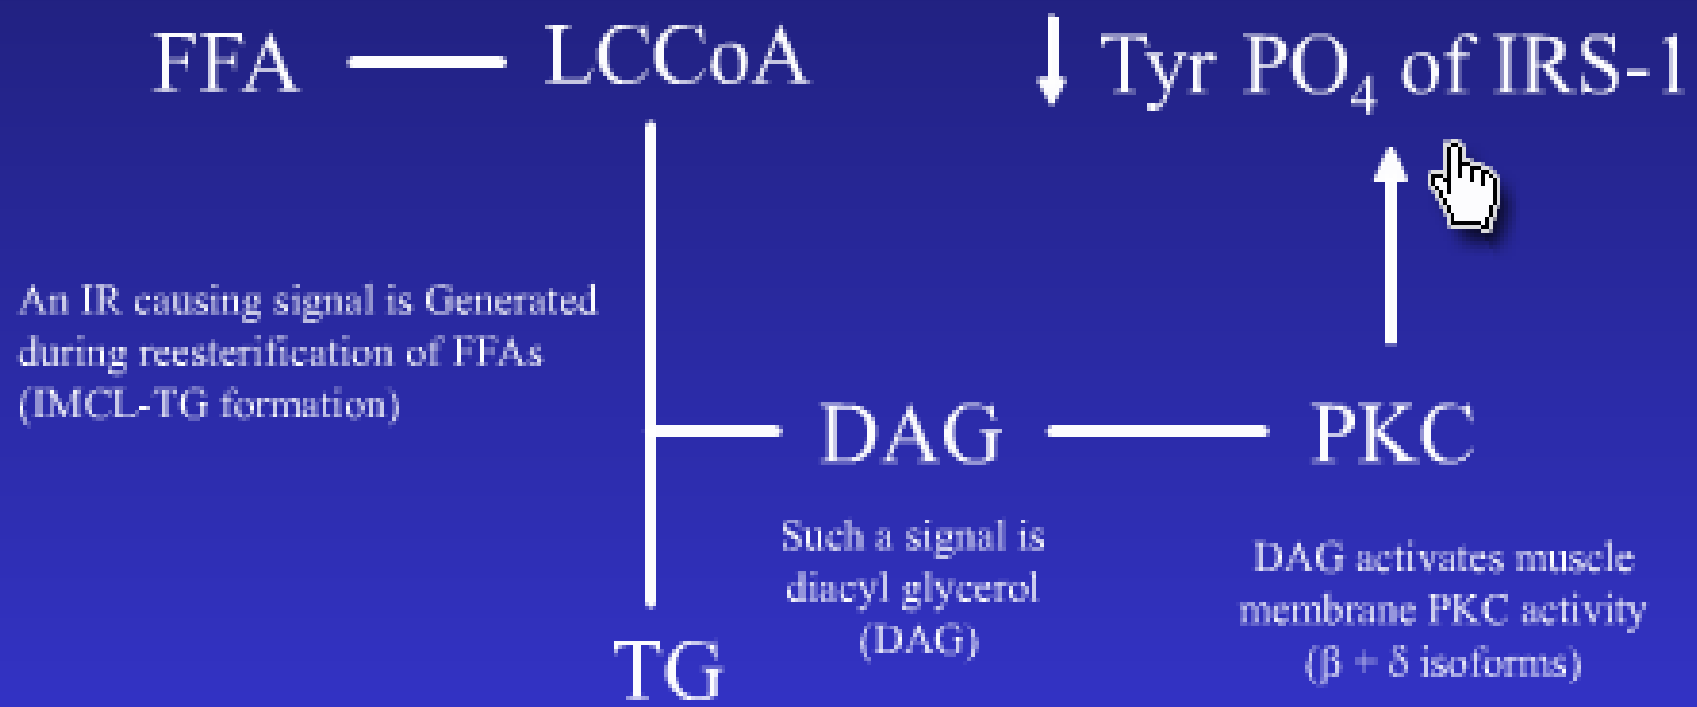 FFA LCCoA ↓ Tyr PO₄ of IRS-1
An IR causing signal is Generated
during reesterification of FFAs
(IMCL-TG formation)
DAG PKC
Such a signal is
diacyl glycerol
(DAG)
DAG activates muscle
membrane PKC activity
(β + δ isoforms)
TG